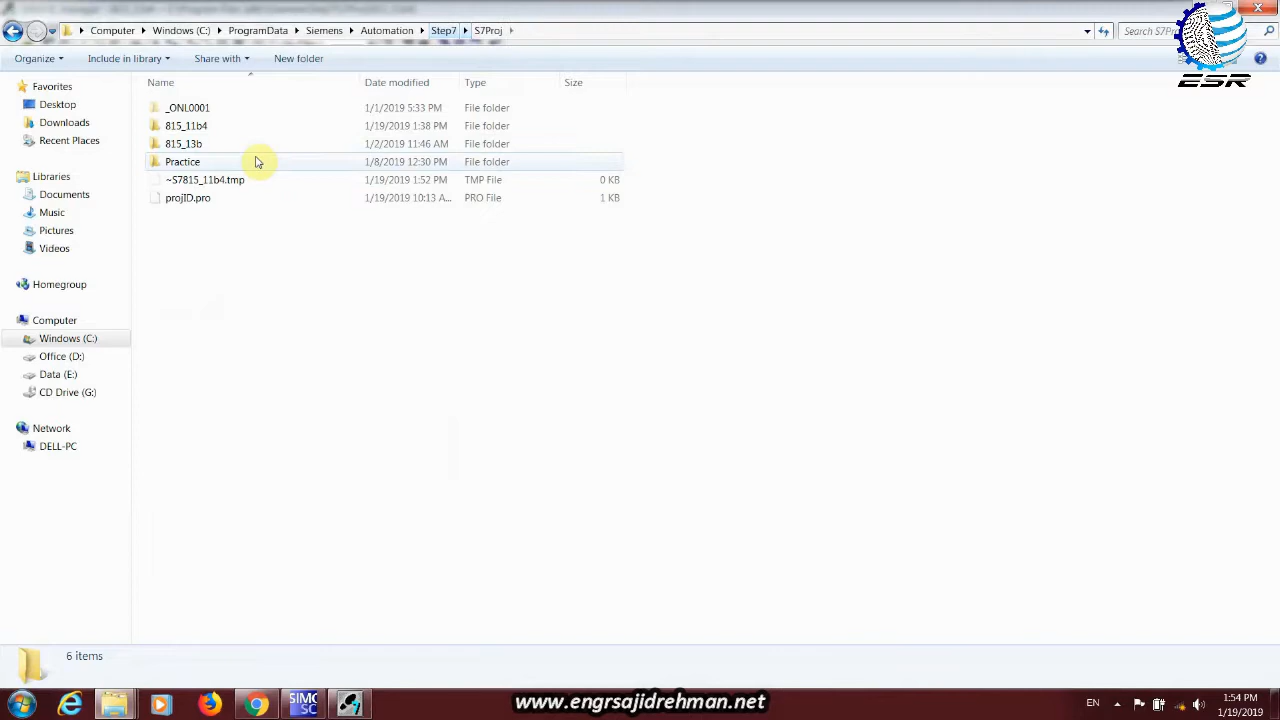 Computer Windows (C:) ProgramData Siemens Automation Step7 S7Proj
Organize Include in library Share with New folder
ESR
Name Date modified Type Size
Favorites
Desktop
Downloads
Recent Places
Libraries
Documents
Music
Pictures
Videos
Homegroup
Computer
Windows (C:)
Office (D:)
Data (E:)
CD Drive (G:)
Network
DELL-PC
_ONL0001 1/1/2019 5:33 PM File folder
815_11b4 1/19/2019 1:38 PM File folder
815_13b 1/2/2019 11:46 AM File folder
Practice 1/8/2019 12:30 PM File folder
~S7815_11b4.tmp 1/19/2019 1:52 PM TMP File 0 KB
projID.pro 1/19/2019 10:13 A... PRO File 1 KB
6 items
SIMC
SC
www.engrsajidrehman.net
EN
1:54 PM
1/19/2019